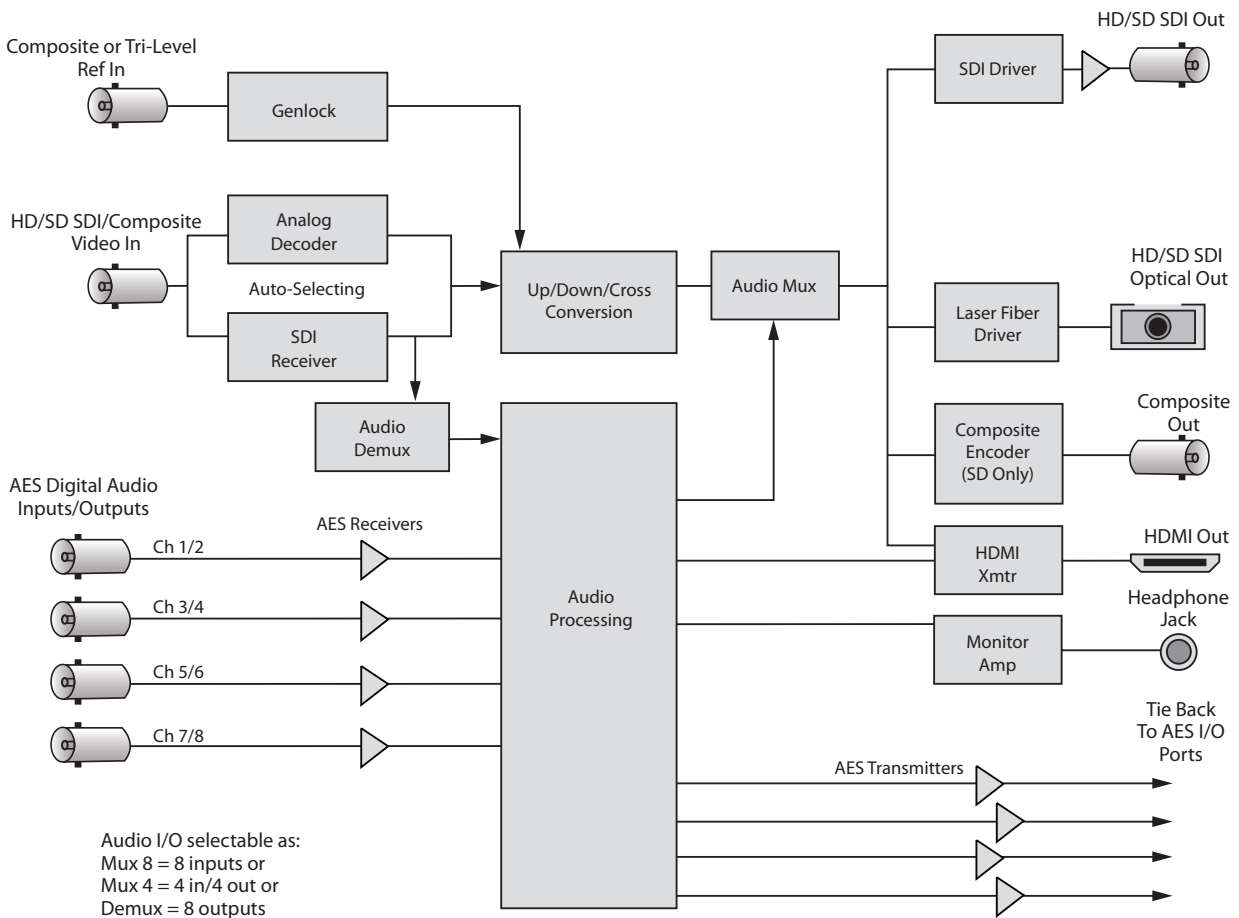 HD/SD SDI Out
Composite or Tri-Level
Ref In
Genlock
SDI Driver
HD/SD SDI/Composite
Video In
Analog
Decoder
Auto-Selecting
SDI
Receiver
Up/Down/Cross
Conversion
Audio Mux
HD/SD SDI
Optical Out
Laser Fiber
Driver
Audio
Demux
Composite
Encoder
(SD Only)
Composite
Out
AES Digital Audio
Inputs/Outputs
AES Receivers
Ch 1/2
Ch 3/4
Ch 5/6
Ch 7/8
Audio
Processing
HDMI
Xmtr
HDMI Out
Headphone
Jack
Monitor
Amp
Tie Back
To AES I/O
Ports
AES Transmitters
Audio I/O selectable as:
Mux 8 = 8 inputs or
Mux 4 = 4 in/4 out or
Demux = 8 outputs